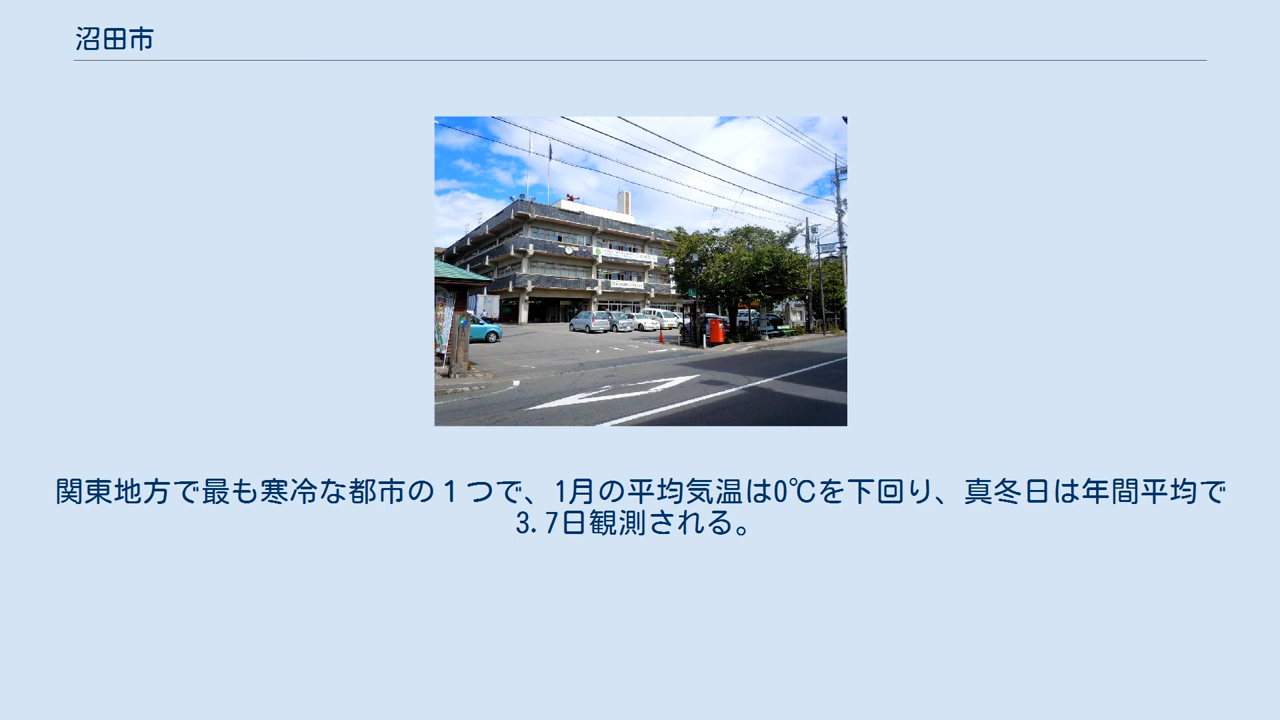 沼田市
関東地方で最も寒冷な都市の１つで、1月の平均気温は0℃を下回り、真冬日は年間平均で
3.7日観測される。